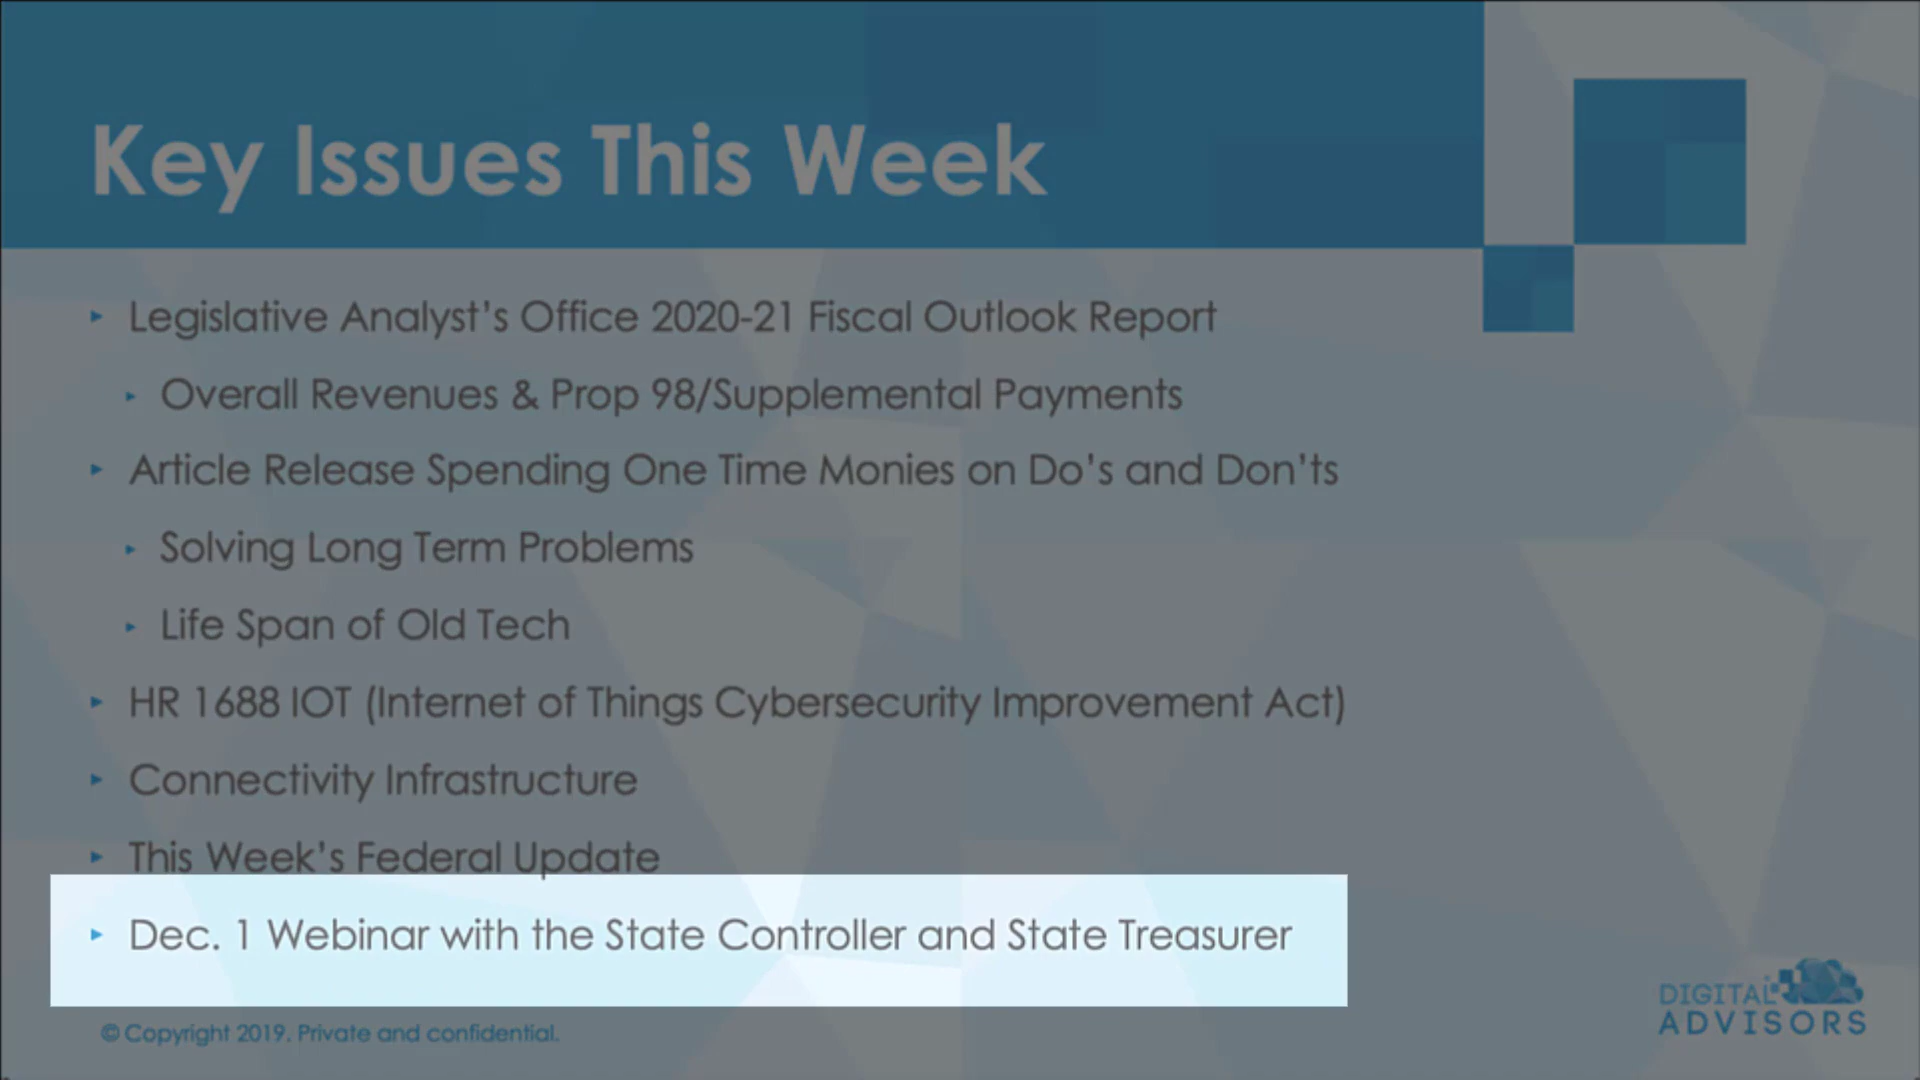 Key Issues This Week
Legislative Analyst's Office 2020-21 Fiscal Outlook Report
Overall Revenues & Prop 98/Supplemental Payments
Article Release Spending One Time Monies on Do's and Don'ts
Solving Long Term Problems
Life Span of Old Tech
HR 1688 IOT (Internet of Things Cybersecurity Improvement Act)
Connectivity Infrastructure
This Week's Federal Update
Dec. 1 Webinar with the State Controller and State Treasurer
© Copyright 2019. Private and confidential.
DIGITAL
ADVISORS